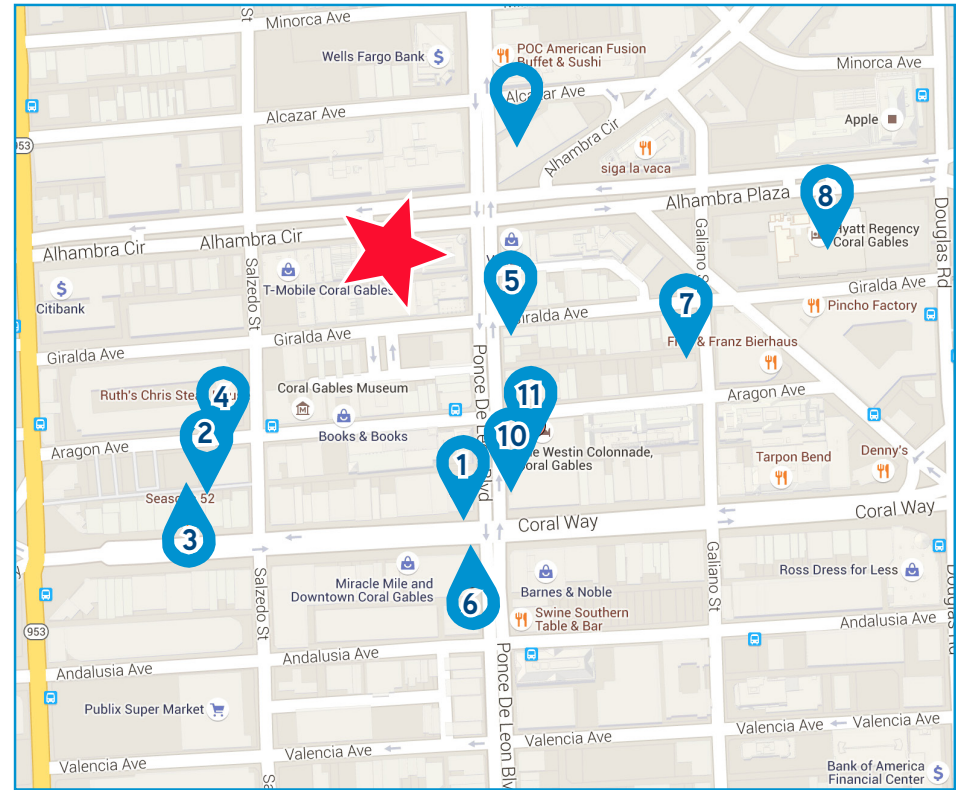 Minorca Ave
St
Wells Fargo Bank
$
POC American Fusion
Buffet & Sushi
Minorca Ave
Alcazar Ave
Alcazar Ave
Apple
53
Alhambra Cir
siga la vaca
Alhambra Plaza
8
Hyatt Regency
Coral Gables
Douglas Rd
Galiano S
Alhambra Cir
Alhambra Cir
Salzedo St
T-Mobile Coral Gables
$
Citibank
5
Giralda Ave
7
Giralda Ave
Pincho Factory
Giralda Ave
& Franz Bierhaus
Ponce De Leon Blvd
Ruth's Chris Ste
4
Coral Gables Museum
M
11
Aragon Ave
2
Aragon Ave
Books & Books
10
1
e Westin Colonnade,
Coral Gables
Tarpon Bend
Denny's
Seasons 52
3
Coral Way
Coral Way
Miracle Mile and
Downtown Coral Gables
Barnes & Noble
Ross Dress for Less
Galiano St
Salzedo St
Douglas Rd
6
Swine Southern
Table & Bar
953
Andalusia Ave
Andalusia Ave
Andalusia Ave
Ponce De Leon Blv
Publix Super Market
Valencia Ave
Valencia Ave
Valencia Ave
Valencia Ave
Sa
Bank of America
Financial Center
$